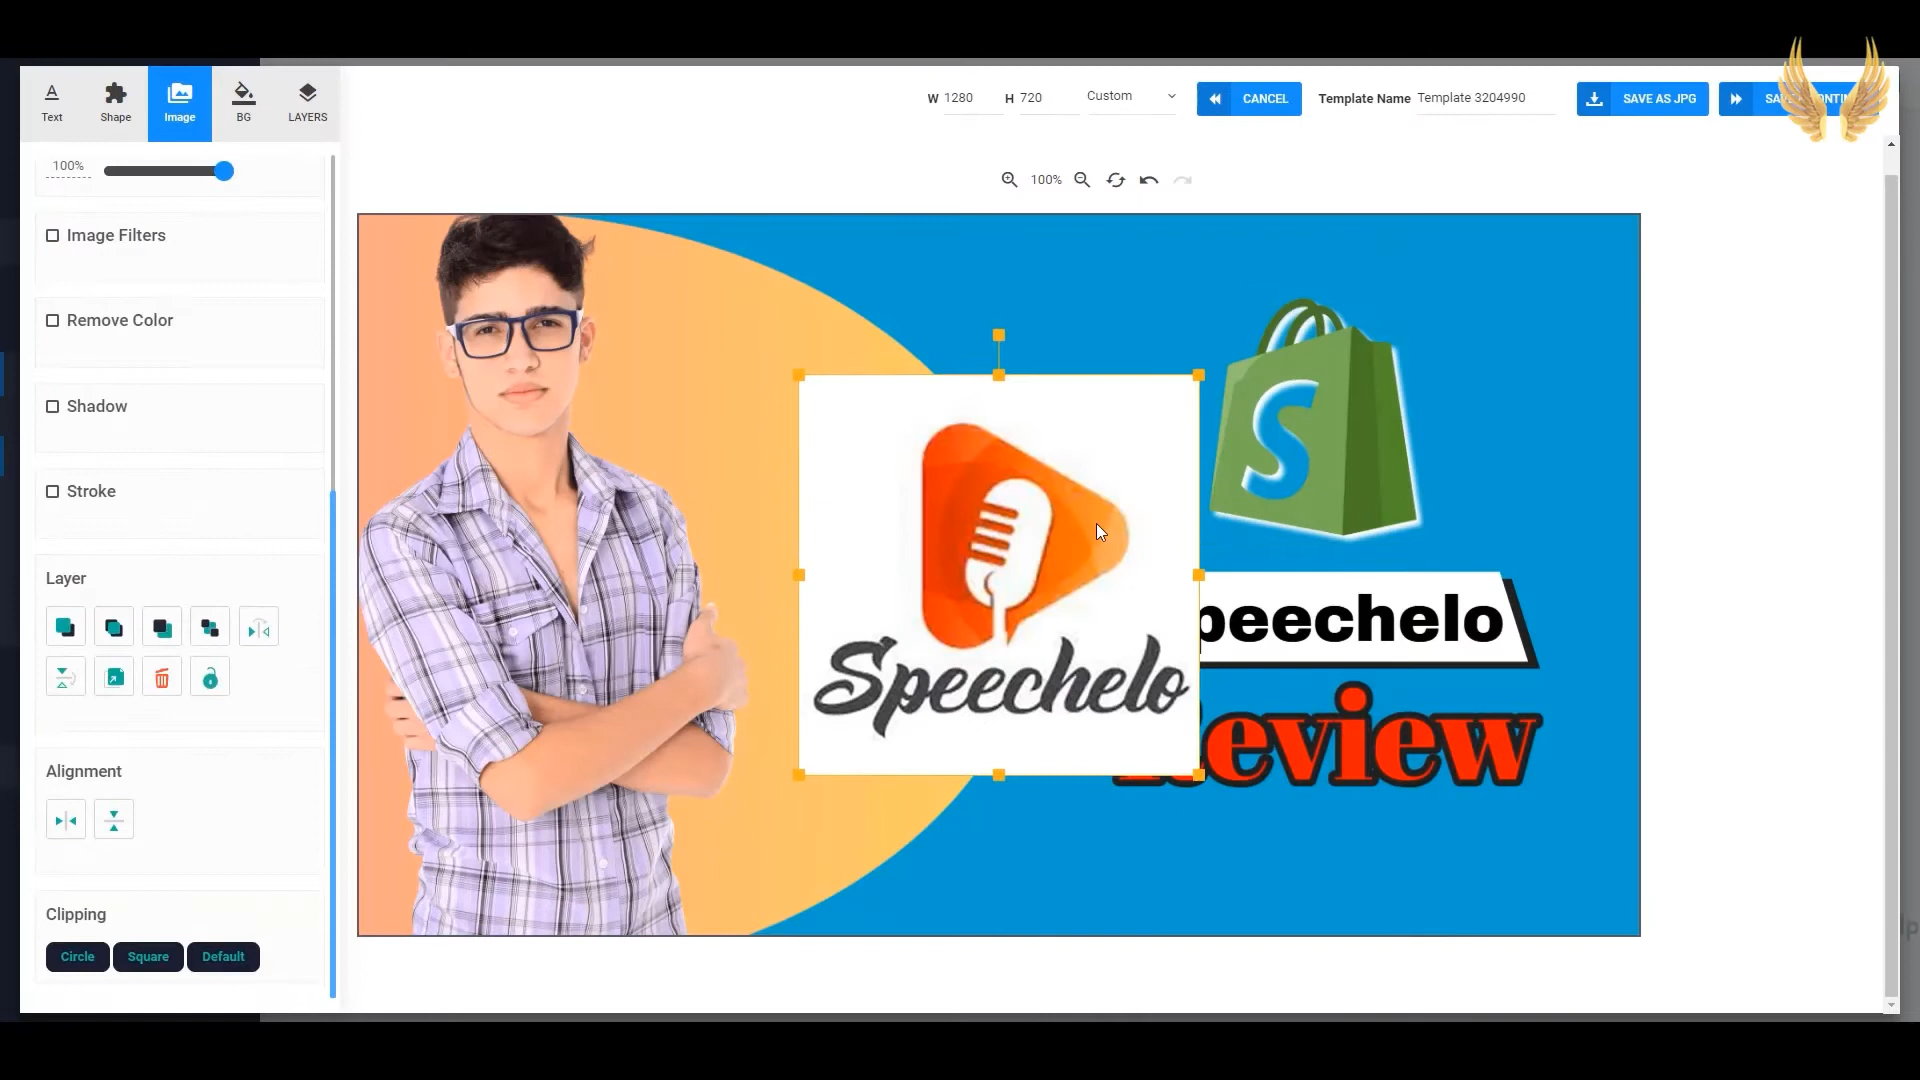 Text
Shape
Image
BG
LAYERS
W 1280
H 720
Custom
CANCEL
Template Name Template 3204990
SAVE AS JPG
100%
100%
Image Filters
Remove Color
Shadow
Stroke
Layer
Alignment
Clipping
Circle
Square
Default
S
Speechelo
peechelo
Review